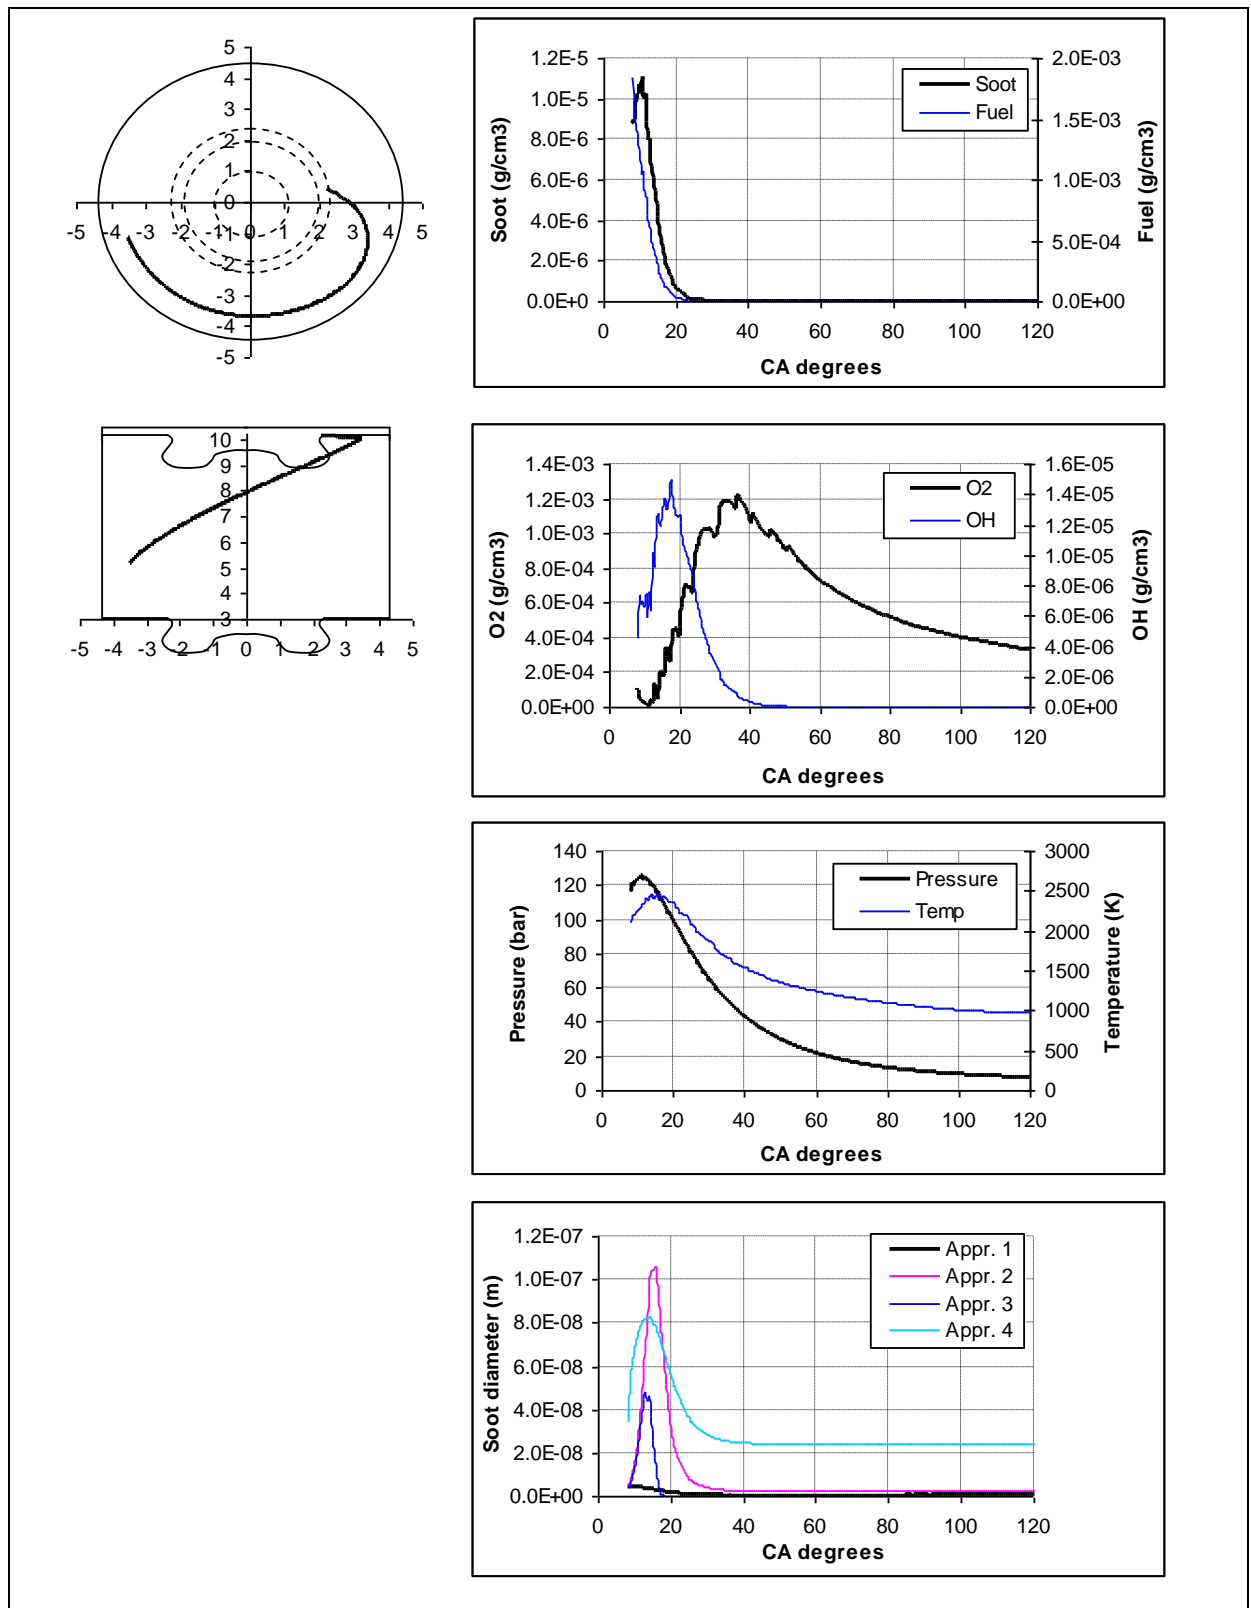 5
4
3
2
1
0
-5 -4 -3 -2 -1 0 1 2 3 4 5
-1
-2
-3
-4
-5
10
9
8
7
6
5
4
3
-5 -4 -3 -2 -1 0 1 2 3 4 5
1.2E-5
1.0E-5
8.0E-6
6.0E-6
4.0E-6
2.0E-6
0.0E+0
Soot (g/cm3)
Soot
Fuel
2.0E-03
1.5E-03
1.0E-03
5.0E-04
0.0E+00
Fuel (g/cm3)
0 20 40 60 80 100 120
CA degrees
1.4E-03
1.2E-03
1.0E-03
8.0E-04
6.0E-04
4.0E-04
2.0E-04
0.0E+00
O2 (g/cm3)
O2
OH
1.6E-05
1.4E-05
1.2E-05
1.0E-05
8.0E-06
6.0E-06
4.0E-06
2.0E-06
0.0E+00
OH (g/cm3)
0 20 40 60 80 100 120
CA degrees
140
120
100
80
60
40
20
0
Pressure (bar)
Pressure
Temp
3000
2500
2000
1500
1000
500
0
Temperature (K)
0 20 40 60 80 100 120
CA degrees
1.2E-07
1.0E-07
8.0E-08
6.0E-08
4.0E-08
2.0E-08
0.0E+00
Soot diameter (m)
Appr. 1
Appr. 2
Appr. 3
Appr. 4
0 20 40 60 80 100 120
CA degrees